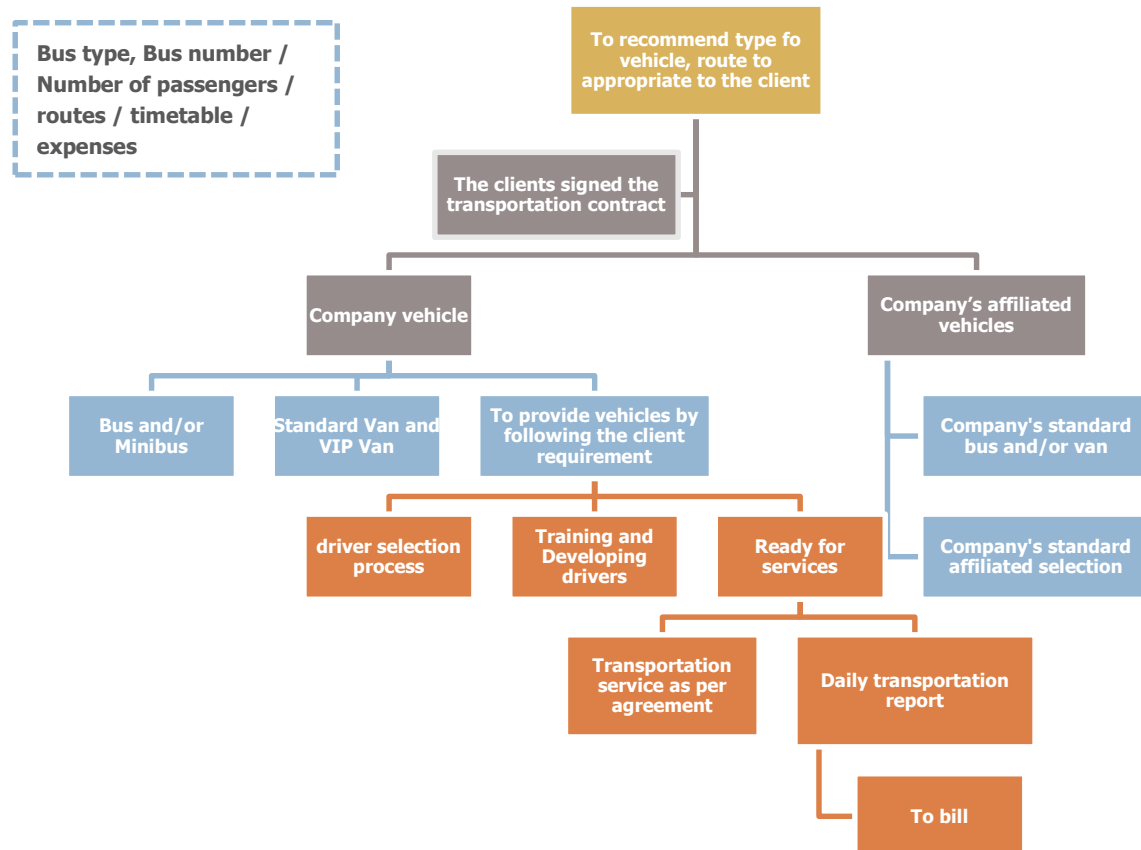 Bus type, Bus number /
Number of passengers /
routes / timetable /
expenses
To recommend type fo
vehicle, route to
appropriate to the client
The clients signed the
transportation contract
Company vehicle
Company’s affiliated
vehicles
Bus and/or
Minibus
Standard Van and
VIP Van
To provide vehicles by
following the client
requirement
Company's standard
bus and/or van
driver selection
process
Training and
Developing
drivers
Ready for
services
Company's standard
affiliated selection
Transportation
service as per
agreement
Daily transportation
report
To bill